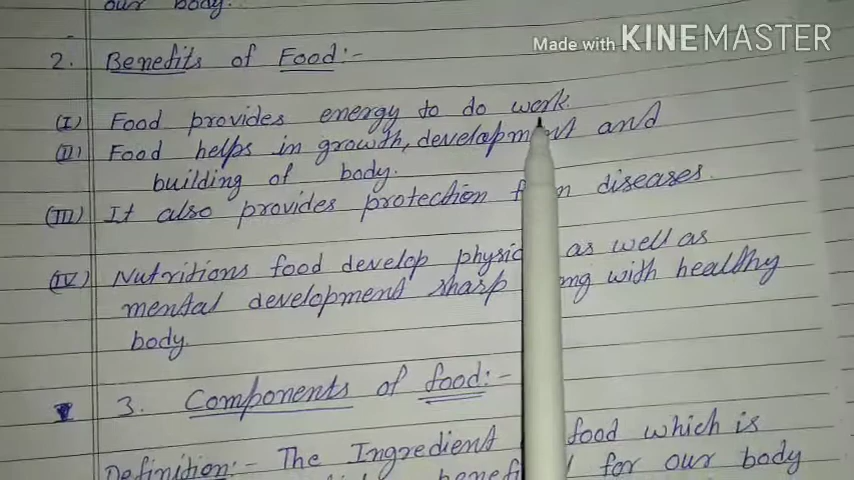 our body.
Made with KINEMASTER
2. Benefits of Food:-
(I) Food provides energy to do work.
(II) Food helps in growth, development and
building of body.
(III) It also provides protection diseases.
(IV) Nutritions food develop as well as
mental development sharp with healthy
body.
3. Components of food:-
Definition:- The Ingredient food which is
for our body